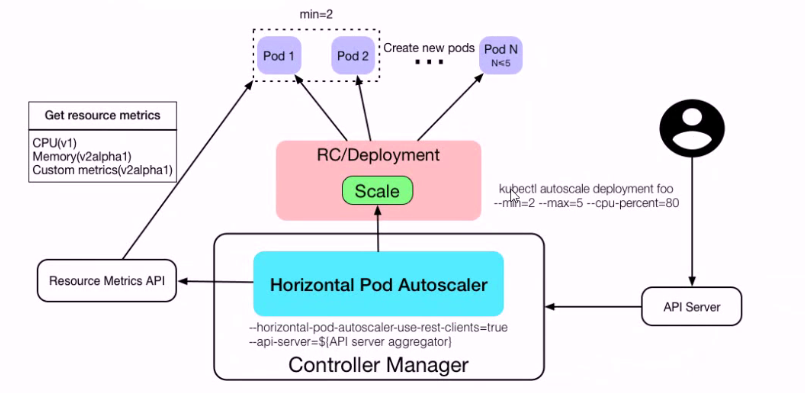 min=2
Pod 1
Pod 2
Create new pods
...
Pod N
N≤5
Get resource metrics
CPU(v1)
Memory(v2alpha1)
Custom metrics(v2alpha1)
RC/Deployment
Scale
kubectl autoscale deployment foo
--min=2 --max=5 --cpu-percent=80
Resource Metrics API
Horizontal Pod Autoscaler
API Server
--horizontal-pod-autoscaler-use-rest-clients=true
--api-server=${API server aggregator}
Controller Manager